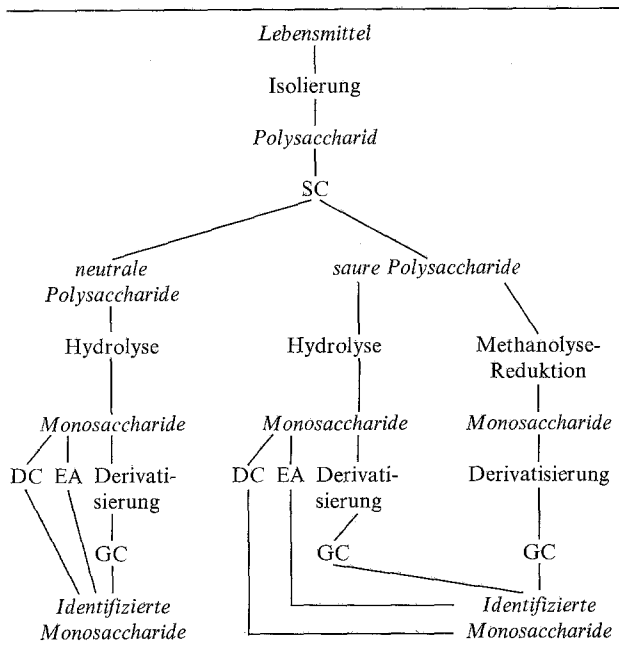 Lebensmittel
Isolierung
Polysaccharid
SC
neutrale
Polysaccharide
saure Polysaccharide
Hydrolyse
Hydrolyse
Methanolyse-
Reduktion
Monosaccharide
Monosaccharide
Monosaccharide
DC EA Derivati-
sierung
DC EA Derivati-
sierung
Derivatisierung
GC
GC
GC
Identifizierte
Monosaccharide
Identifizierte
Monosaccharide